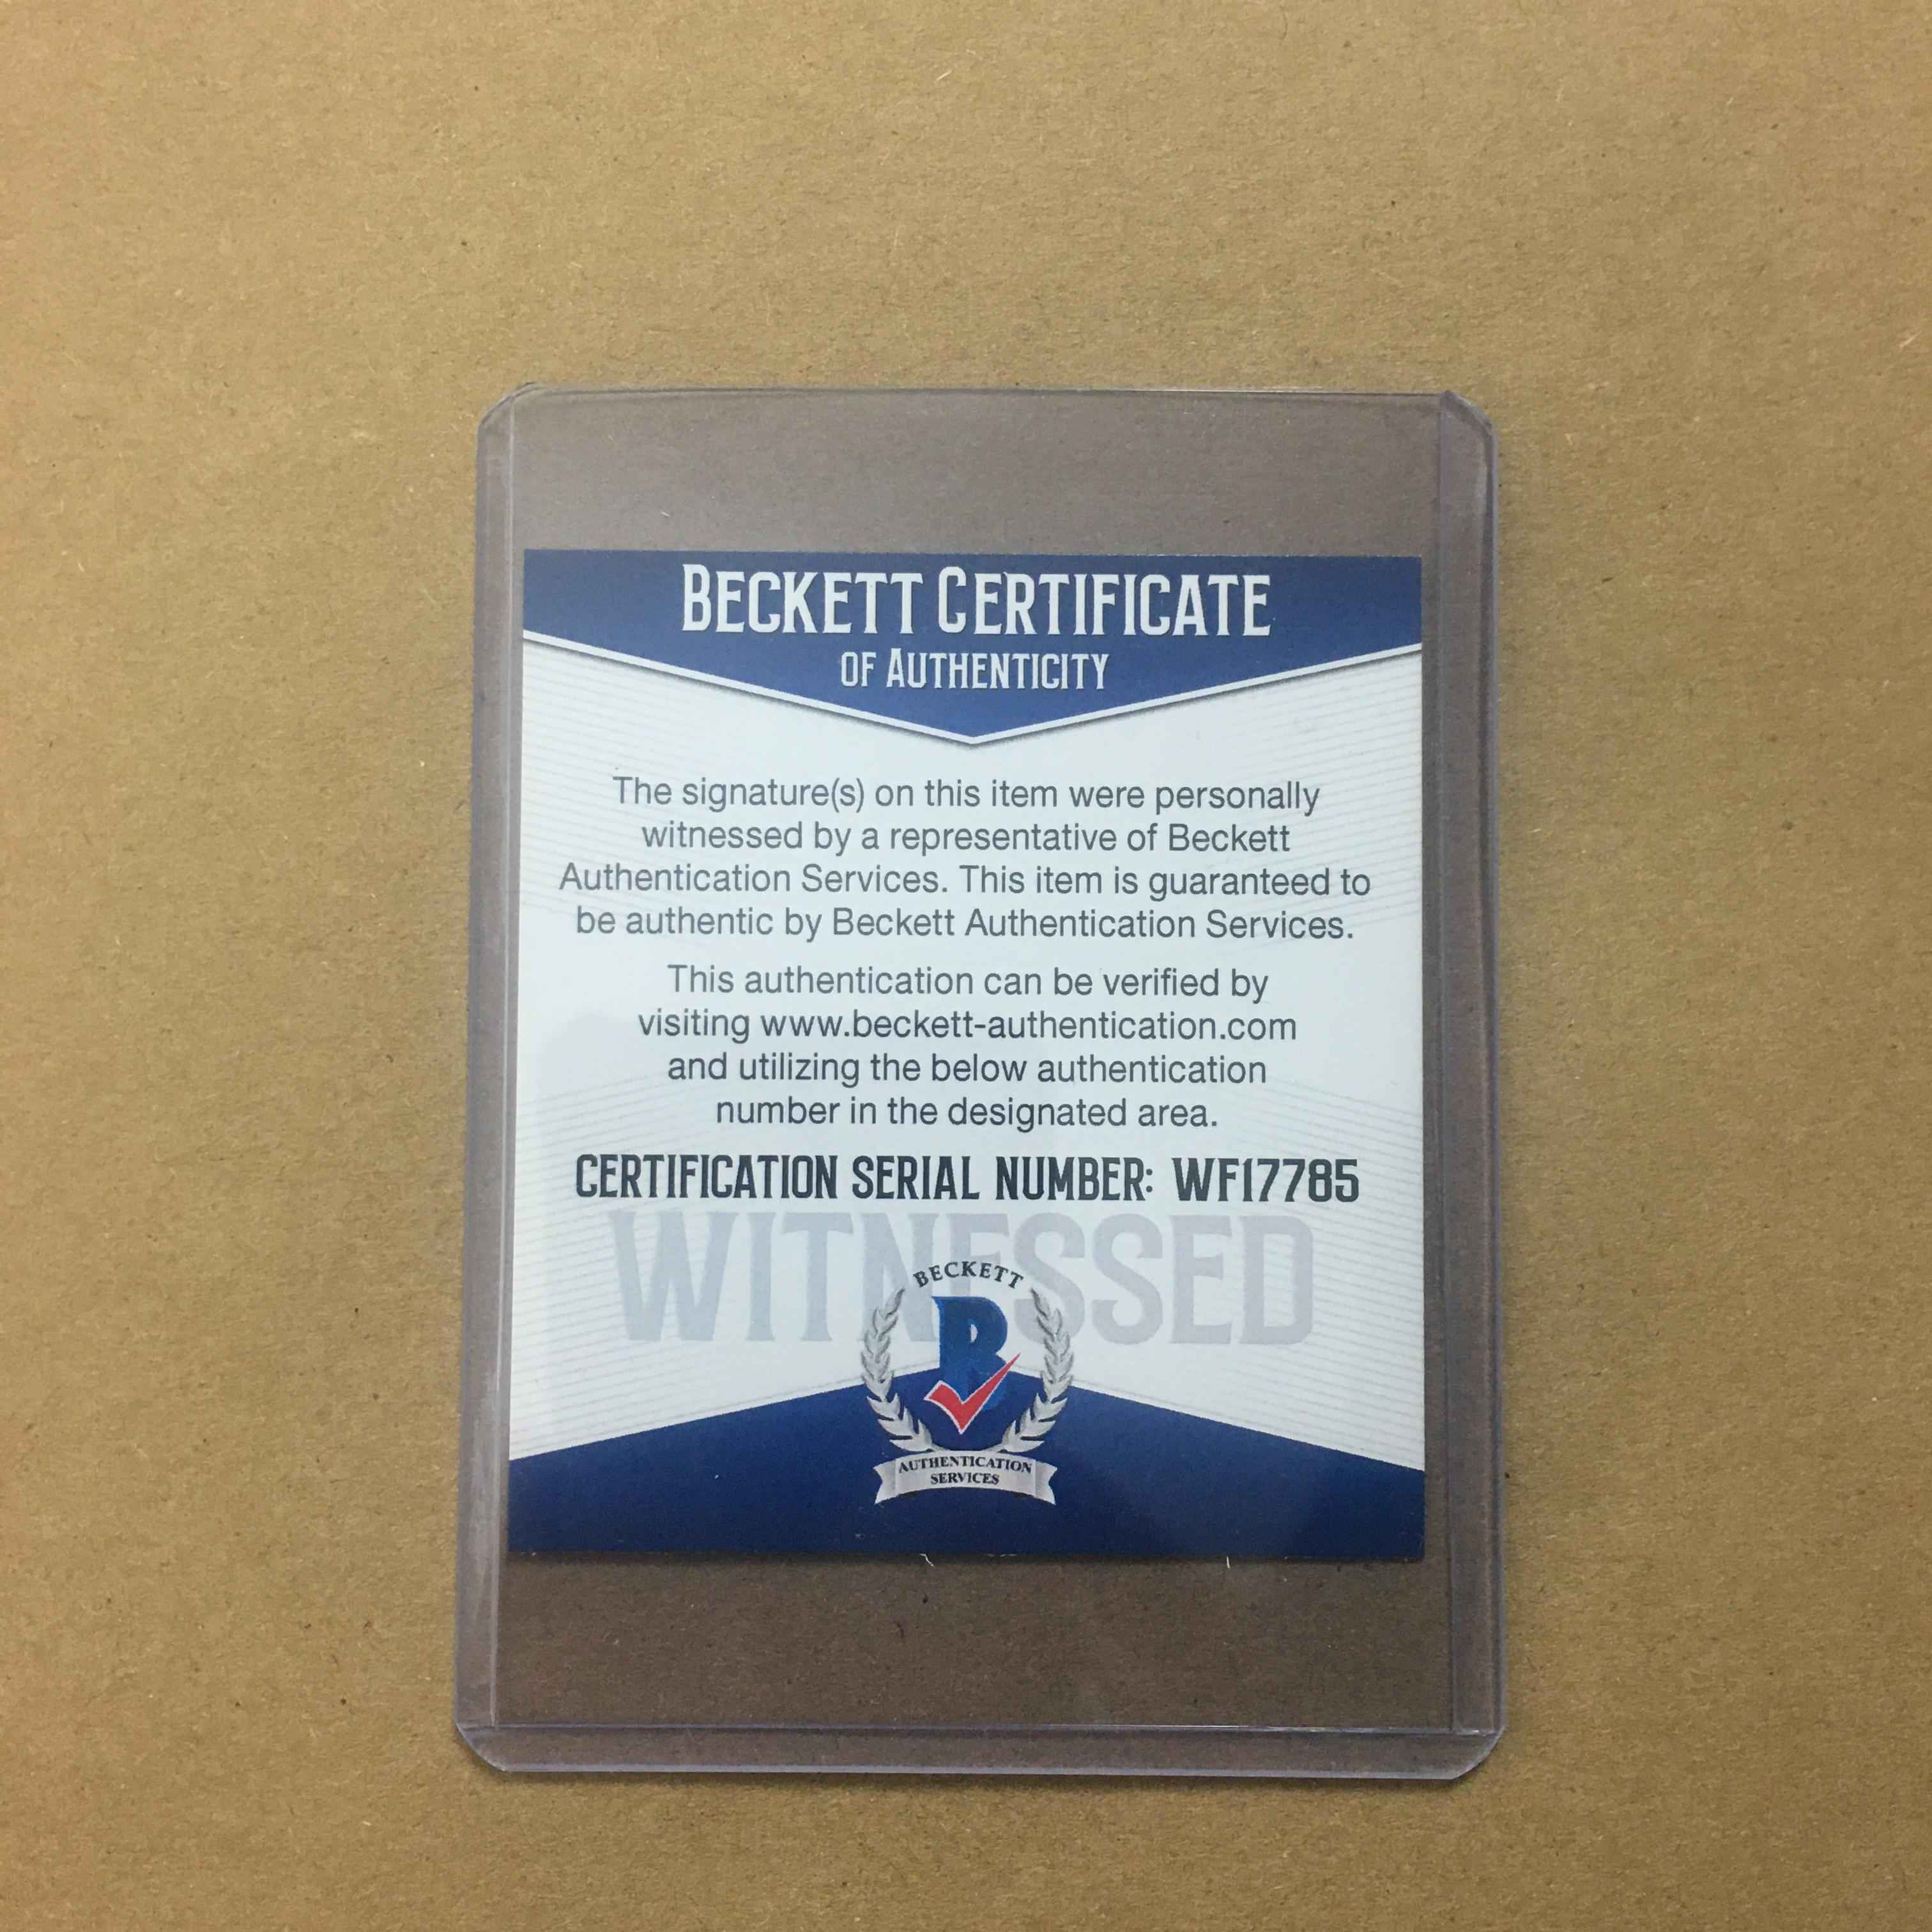 BECKETT CERTIFICATE
OF AUTHENTICITY
The signature(s) on this item were personally
witnessed by a representative of Beckett
Authentication Services. This item is guaranteed to
be authentic by Beckett Authentication Services.
This authentication can be verified by
visiting www.beckett-authentication.com
and utilizing the below authentication
number in the designated area.
CERTIFICATION SERIAL NUMBER: WF17785
WITNESSED
BECKETT
B
AUTHENTICATION
SERVICES